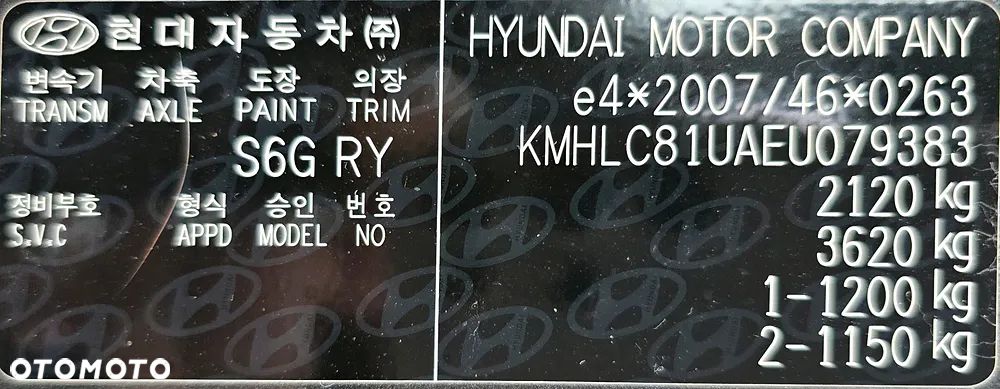 현대자동차㈜
변속기 차축 도장 의장
TRANSM AXLE PAINT TRIM
S6G RY
정비부호 형식 승인 번호
S.V.C APPD MODEL NO
HYUNDAI MOTOR COMPANY
e4*2007/46*0263
KMHLC81UAEU079383
2120 kg
3620 kg
1-1200 kg
2-1150 kg
OTOMOTO